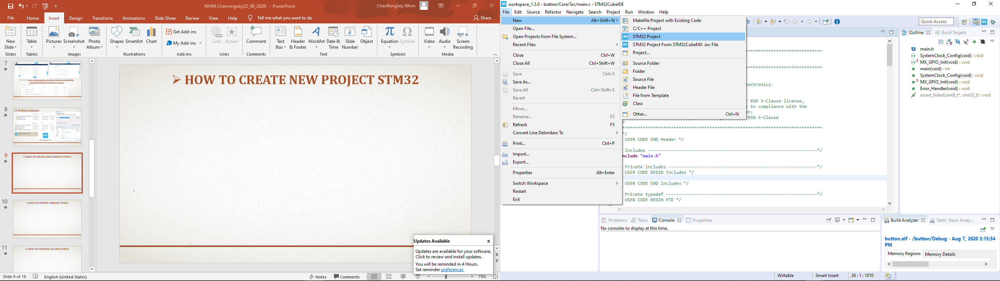 NHIM Chanrengsey(23_09_2020) - PowerPoint
ChanRengSey Nhim
File Home Insert Design Transitions Animations Slide Show Review View Help Tell me what you want to do Share
New Slide
Table
Pictures
Screenshot
Photo Album
Shapes
SmartArt
Chart
Get Add-ins
My Add-ins
Link
Action
Comment
Text Box
Header & Footer
WordArt
Date & Time
Slide Number
Object
Equation
Symbol
Video
Audio
Screen Recording
Slides Tables Images Illustrations Add-ins Links Comments Text Symbols Media
7
8
STM32CUBEIDE:
9
HOW TO CREATE NEW PROJECT STM32
10
HOW TO IMPORT LIBRARY STM32
11
HOW TO CONTROL ON GPIO STM32
HOW TO CREATE NEW PROJECT STM32
Updates Available
Updates are available for your software.
Click to review and install updates.
You will be reminded in 4 Hours.
Set reminder preferences
Slide 9 of 16
English (United States)
Notes
Comments
75%
IDE workspace_1.3.0 - button/Core/Src/main.c - STM32CubeIDE
File Edit Source Refactor Navigate Search Project Run Window Help
Quick Access
New Alt+Shift+N
Open File...
Open Projects from File System...
Recent Files
Close Ctrl+W
Close All Ctrl+Shift+W
Save Ctrl+S
Save As...
Save All Ctrl+Shift+S
Revert
Move...
Rename... F2
Refresh F5
Convert Line Delimiters To
Print... Ctrl+P
Import...
Export...
Properties Alt+Enter
Switch Workspace
Restart
Exit
Makefile Project with Existing Code
C/C++ Project
IDE STM32 Project
MX STM32 Project From STM32CubeMX .ioc File
Project...
Source Folder
Folder
Source File
Header File
File from Template
Class
Other... Ctrl+N
******************************************************************************
******************************************************************************
lectronics.
BSD 3-Clause license,
t in compliance with the
at:
/BSD-3-Clause
*
******************************************************************************
*/
USER CODE END Header */
Includes ------------------------------------------------------------------*/
nclude "main.h"
Private includes ----------------------------------------------------------*/
USER CODE BEGIN Includes */
USER CODE END Includes */
Private typedef -----------------------------------------------------------*/
USER CODE BEGIN PTD */
Outline Build Targets
main.h
SystemClock_Config(void) : void
MX_GPIO_Init(void) : void
main(void) : int
SystemClock_Config(void) : void
MX_GPIO_Init(void) : void
Error_Handler(void) : void
assert_failed(uint8_t*, uint32_t) : void
Problems Tasks Console Properties
No consoles to display at this time.
Build Analyzer Static Stack Analy...
button.elf - /button/Debug - Aug 7, 2020 5:15:54
PM
Memory Regions Memory Details
Writable
Smart Insert
26 : 1 : 1010